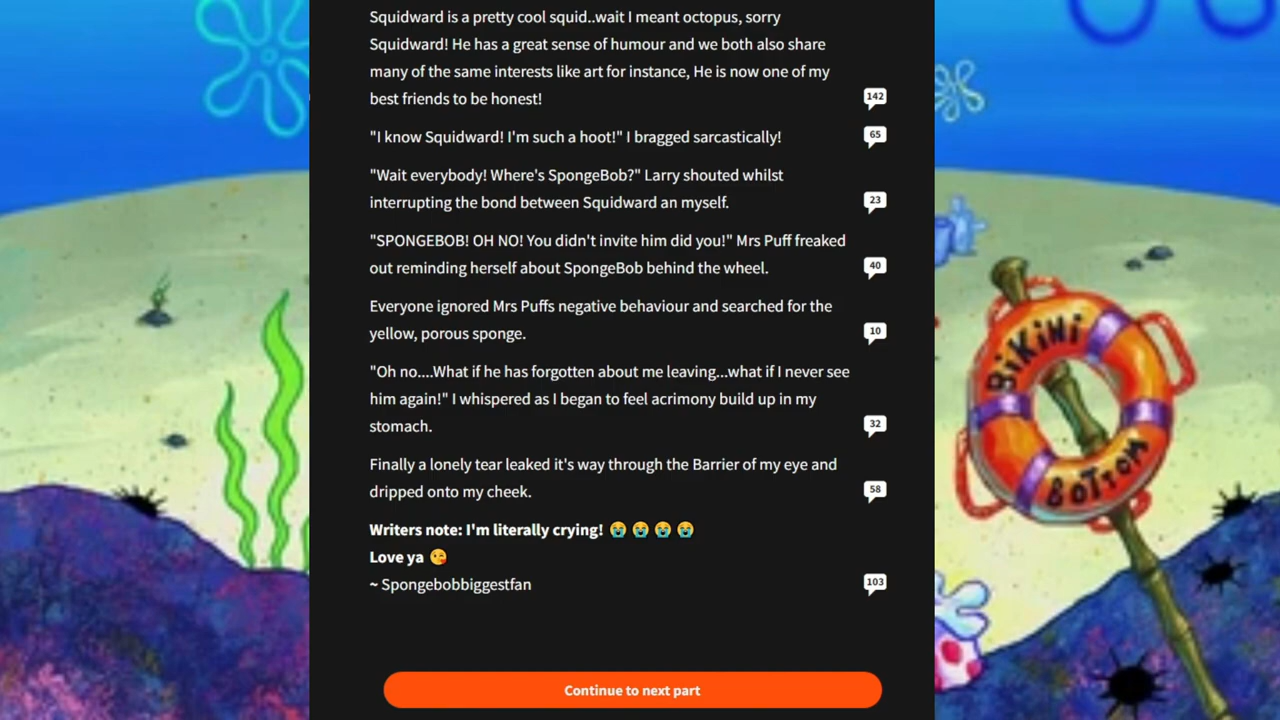 Squidward is a pretty cool squid..wait I meant octopus, sorry
Squidward! He has a great sense of humour and we both also share
many of the same interests like art for instance, He is now one of my
best friends to be honest!
142
"I know Squidward! I'm such a hoot!" I bragged sarcastically!
65
"Wait everybody! Where's SpongeBob?" Larry shouted whilst
interrupting the bond between Squidward an myself.
23
"SPONGEBOB! OH NO! You didn't invite him did you!" Mrs Puff freaked
out reminding herself about SpongeBob behind the wheel.
40
Everyone ignored Mrs Puffs negative behaviour and searched for the
yellow, porous sponge.
10
"Oh no....What if he has forgotten about me leaving...what if I never see
him again!" I whispered as I began to feel acrimony build up in my
stomach.
32
Finally a lonely tear leaked it's way through the Barrier of my eye and
dripped onto my cheek.
58
Writers note: I'm literally crying! 😭 😭 😭 😭
Love ya 😘
~ Spongebobbiggestfan
103
Continue to next part
BIKINI
BOTTOM